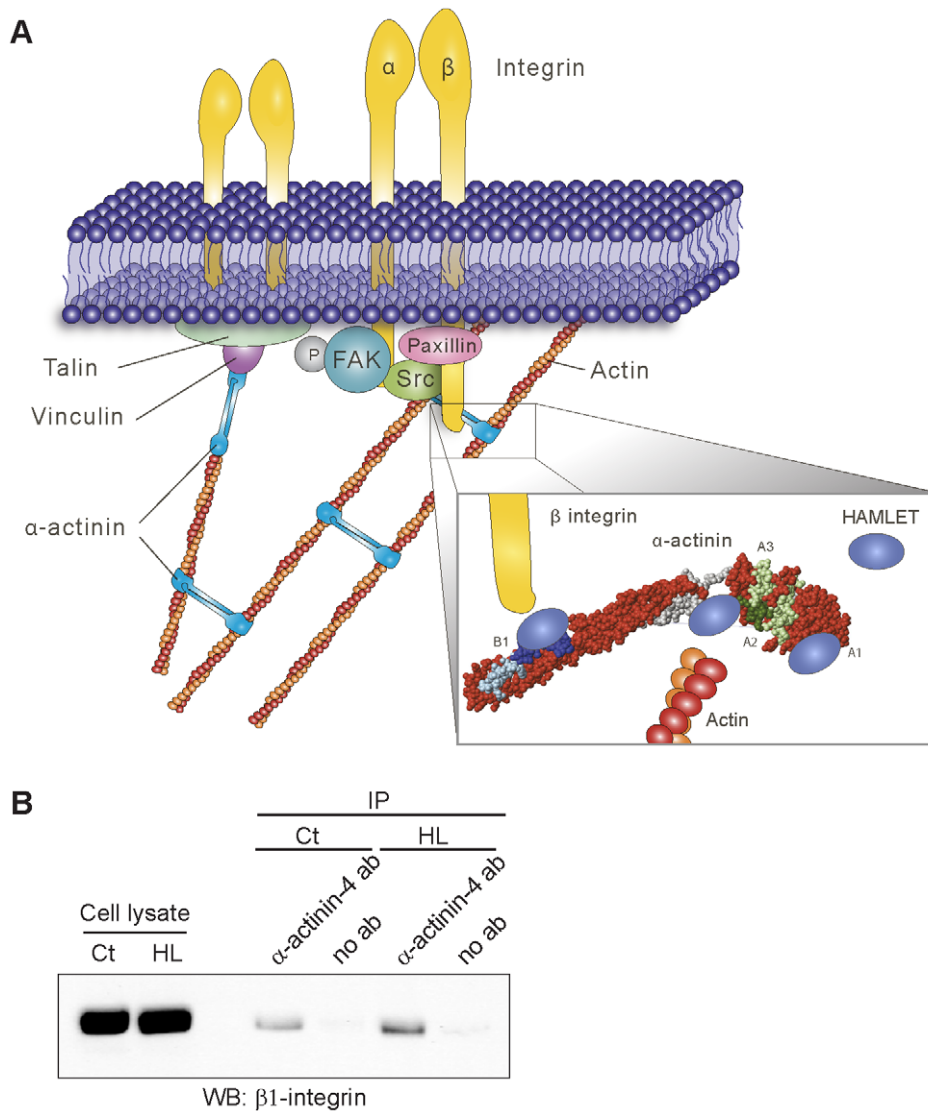 A
α
β
Integrin
Talin
P
FAK
Paxillin
Src
Actin
Vinculin
α-actinin
β integrin
HAMLET
α-actinin
A3
B1
A2
A1
Actin
B
IP
Ct
HL
Cell lysate
Ct
HL
α-actinin-4 ab
no ab
α-actinin-4 ab
no ab
WB: β1-integrin